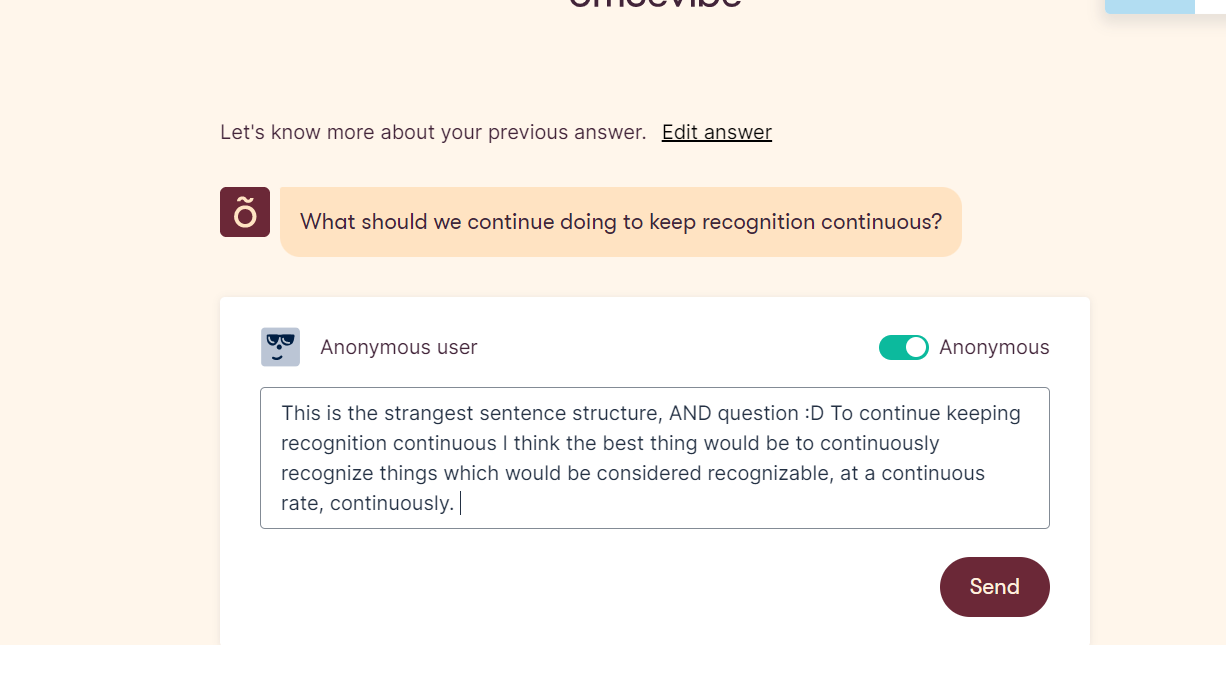 Let's know more about your previous answer. Edit answer
õ
What should we continue doing to keep recognition continuous?
Anonymous user
Anonymous
This is the strangest sentence structure, AND question :D To continue keeping
recognition continuous I think the best thing would be to continuously
recognize things which would be considered recognizable, at a continuous
rate, continuously.
Send